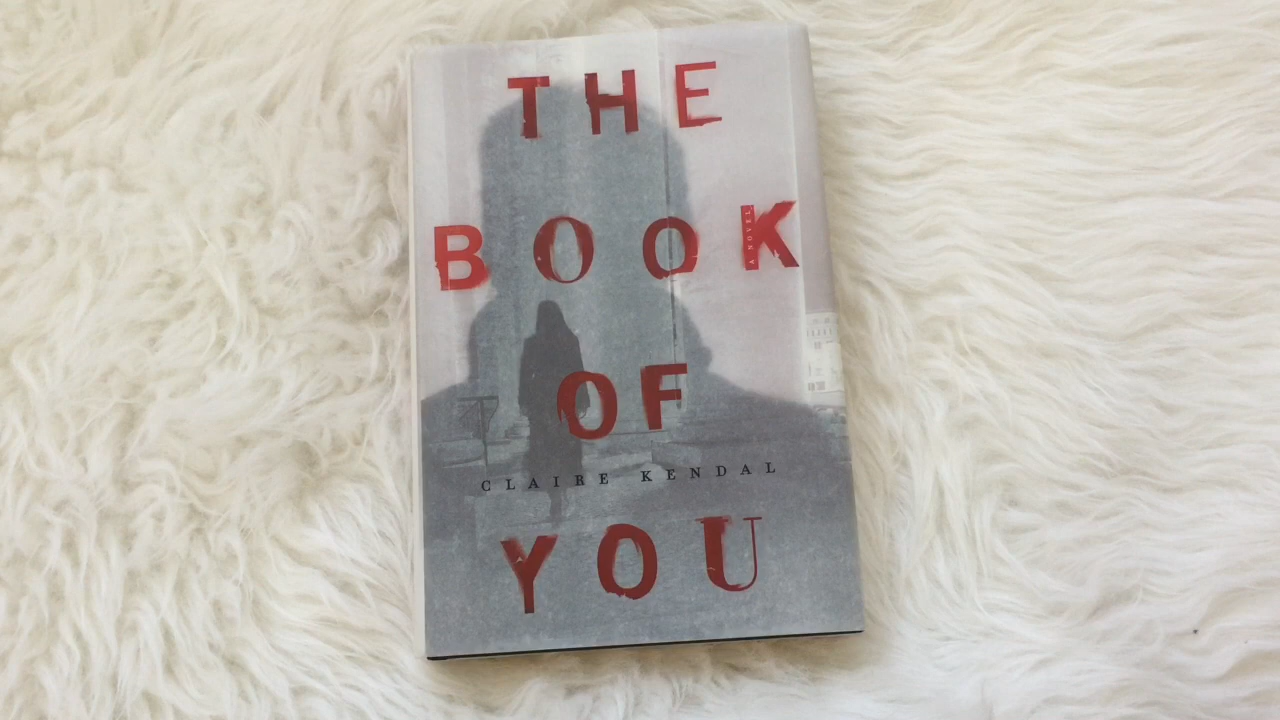 THE
BOOK
A NOVEL
OF
CLAIRE KENDAL
YOU